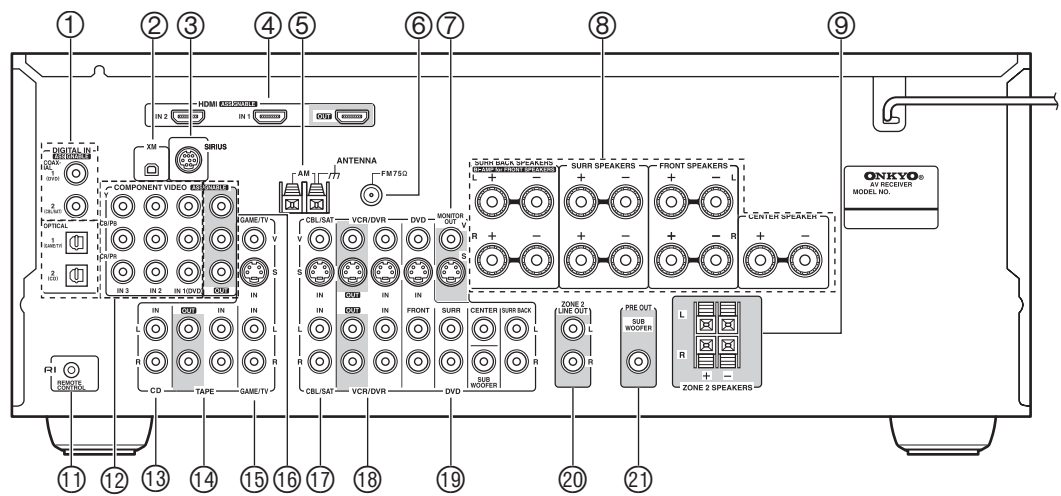 ① ② ③ ④ ⑤ ⑥ ⑦ ⑧ ⑨
HDMI ASSIGNABLE
IN 2 IN 1 OUT
DIGITAL IN
ASSIGNABLE
COAX-
IAL
1
(DVD)
2
(CBL/SAT)
OPTICAL
1
(GAME/TV)
2
(CD)
XM
SIRIUS
ANTENNA
AM
FM 75Ω
COMPONENT VIDEO ASSIGNABLE
Y
CB/PB
CR/PR
IN 3 IN 2 IN 1(DVD) OUT
GAME/TV
V
S
IN
CBL/SAT VCR/DVR DVD MONITOR
OUT
V V
S S
IN OUT IN IN
SURR BACK SPEAKERS
BI-AMP for FRONT SPEAKERS
SURR SPEAKERS
FRONT SPEAKERS
CENTER SPEAKER
L + − + − + − L
R + − + − + − R + −
ONKYO®
AV RECEIVER
MODEL NO.
IN OUT IN IN
L L
R R
CD TAPE GAME/TV
IN OUT IN FRONT SURR CENTER SURR BACK
L L
R R
SUB
WOOFER
CBL/SAT VCR/DVR DVD
ZONE 2
LINE OUT
L
R
PRE OUT
SUB
WOOFER
L
R
+ −
ZONE 2 SPEAKERS
RI
REMOTE
CONTROL
⑪ ⑫ ⑬ ⑭ ⑮ ⑯ ⑰ ⑱ ⑲ ⑳ ㉑